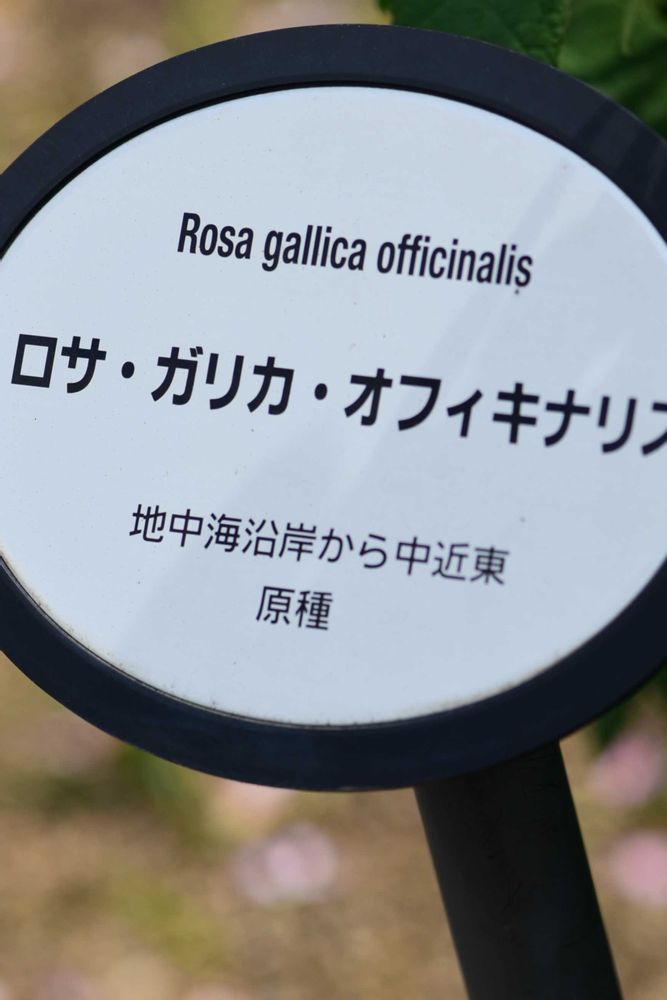 Rosa gallica officinalis
ロサ・ガリカ・オフィキナリス
地中海沿岸から中近東
原種